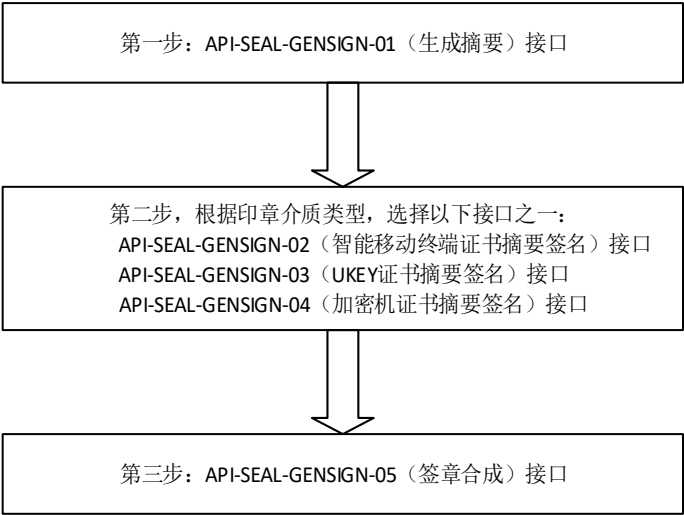 第一步：API-SEAL-GENSIGN-01（生成摘要）接口
第二步，根据印章介质类型，选择以下接口之一：
API-SEAL-GENSIGN-02（智能移动终端证书摘要签名）接口
API-SEAL-GENSIGN-03（UKEY证书摘要签名）接口
API-SEAL-GENSIGN-04（加密机证书摘要签名）接口
第三步：API-SEAL-GENSIGN-05（签章合成）接口